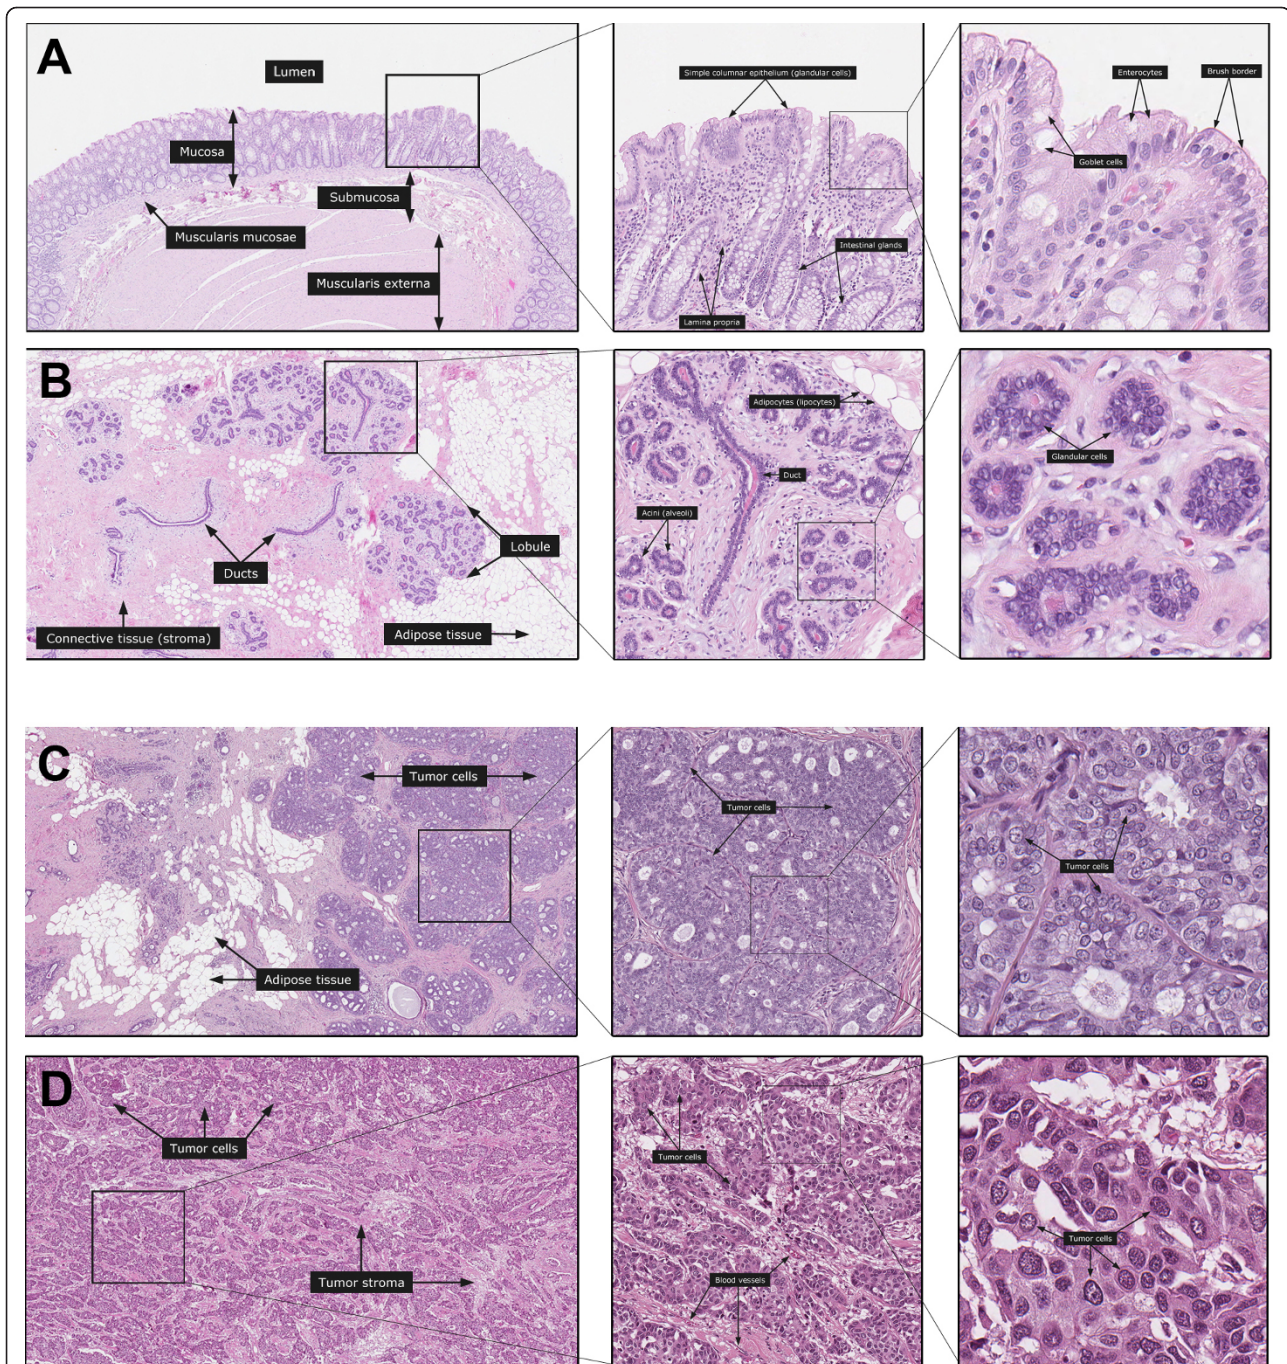 A
Lumen
Mucosa
Submucosa
Muscularis mucosae
Muscularis externa
Simple columnar epithelium (glandular cells)
Intestinal glands
Lamina propria
Enterocytes
Brush border
Goblet cells
B
Ducts
Lobule
Connective tissue (stroma)
Adipose tissue
Adipocytes (lipocytes)
Duct
Acini (alveoli)
Glandular cells
C
Tumor cells
Adipose tissue
Tumor cells
Tumor cells
D
Tumor cells
Tumor stroma
Tumor cells
Blood vessels
Tumor cells